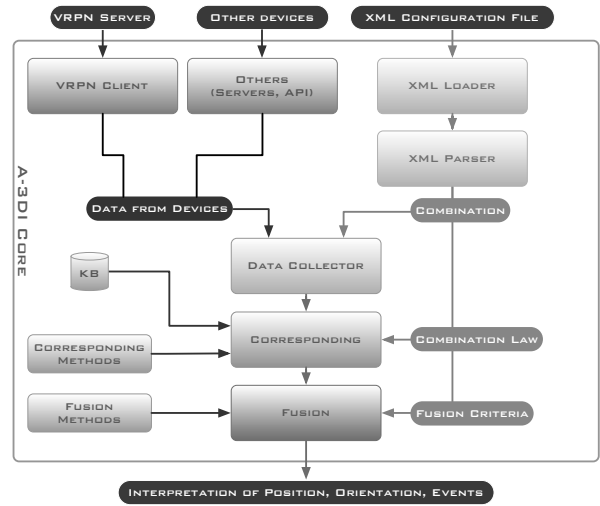 VRPN Server
Other devices
XML Configuration File
VRPN Client
Others
(Servers, API)
XML Loader
XML Parser
A-3DI Core
Data from Devices
Combination
Data Collector
KB
Corresponding
Methods
Corresponding
Combination Law
Fusion
Methods
Fusion
Fusion Criteria
Interpretation of Position, Orientation, Events